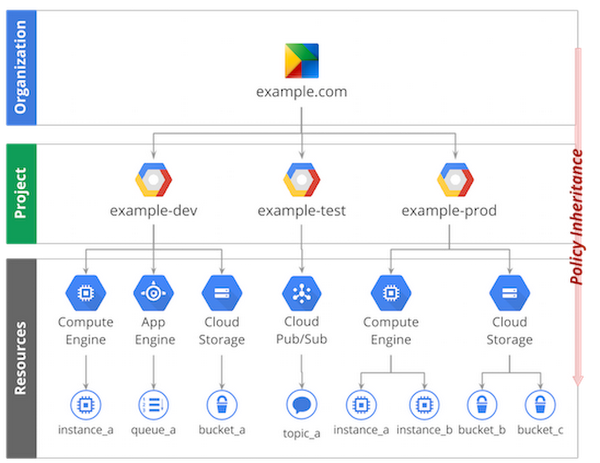 Organization
example.com
Project
example-dev
example-test
example-prod
Policy Inheritance
Resources
Compute
Engine
App
Engine
Cloud
Storage
Cloud
Pub/Sub
Compute
Engine
Cloud
Storage
instance_a
queue_a
bucket_a
topic_a
instance_a
instance_b
bucket_b
bucket_c